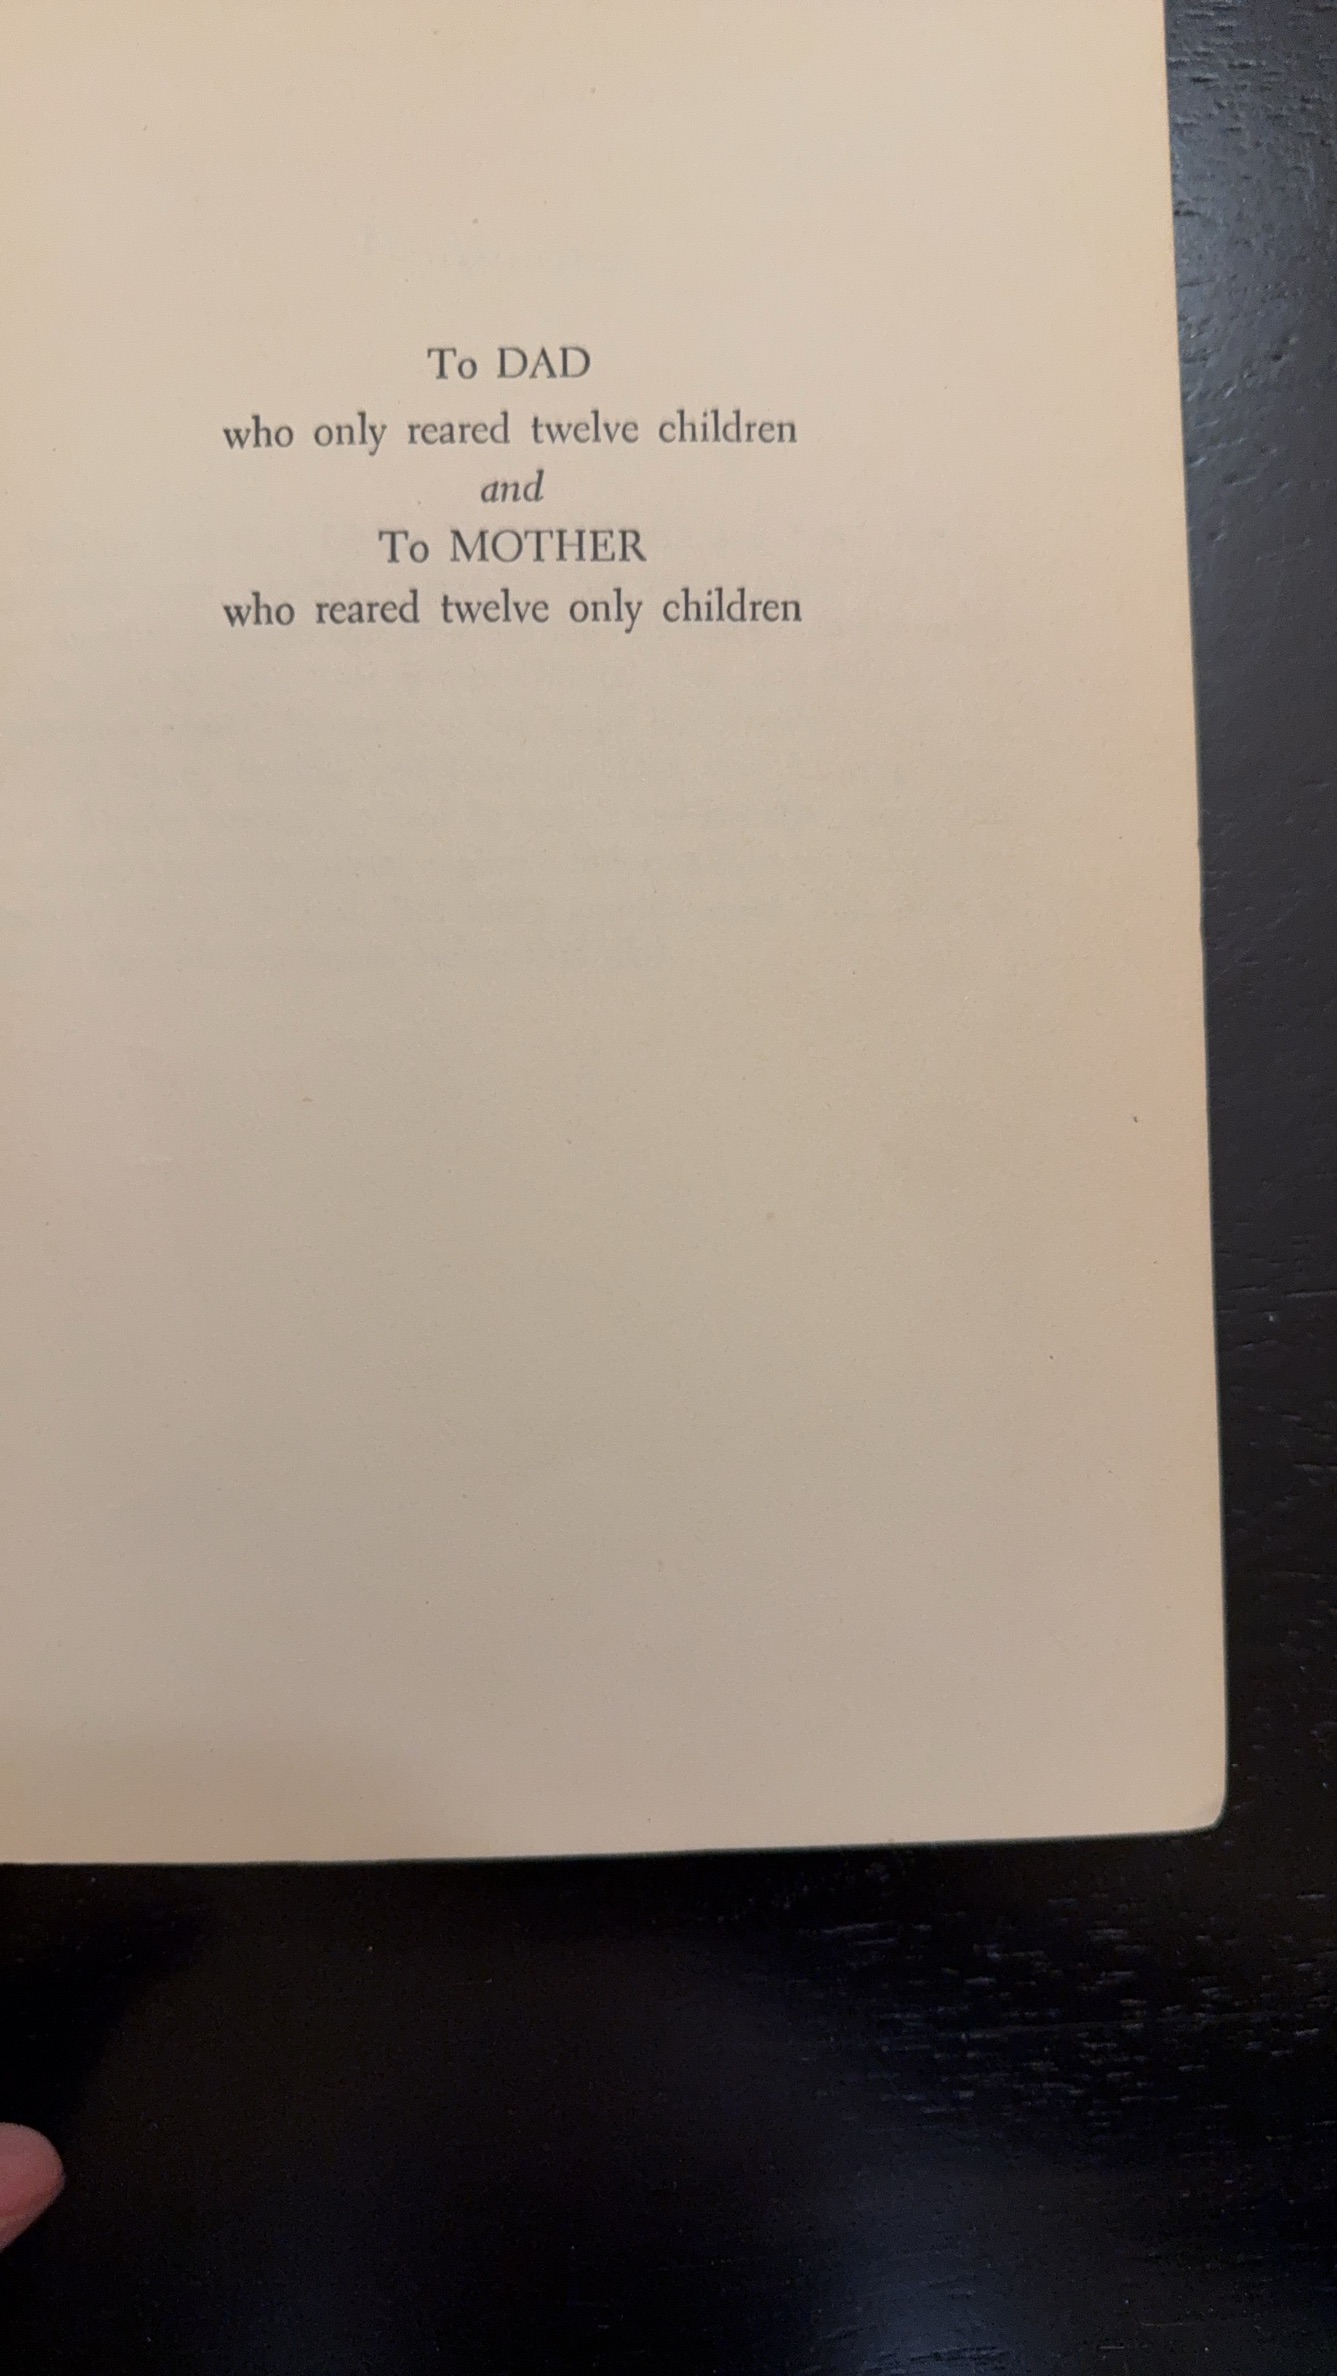 To DAD
who only reared twelve children
and
To MOTHER
who reared twelve only children